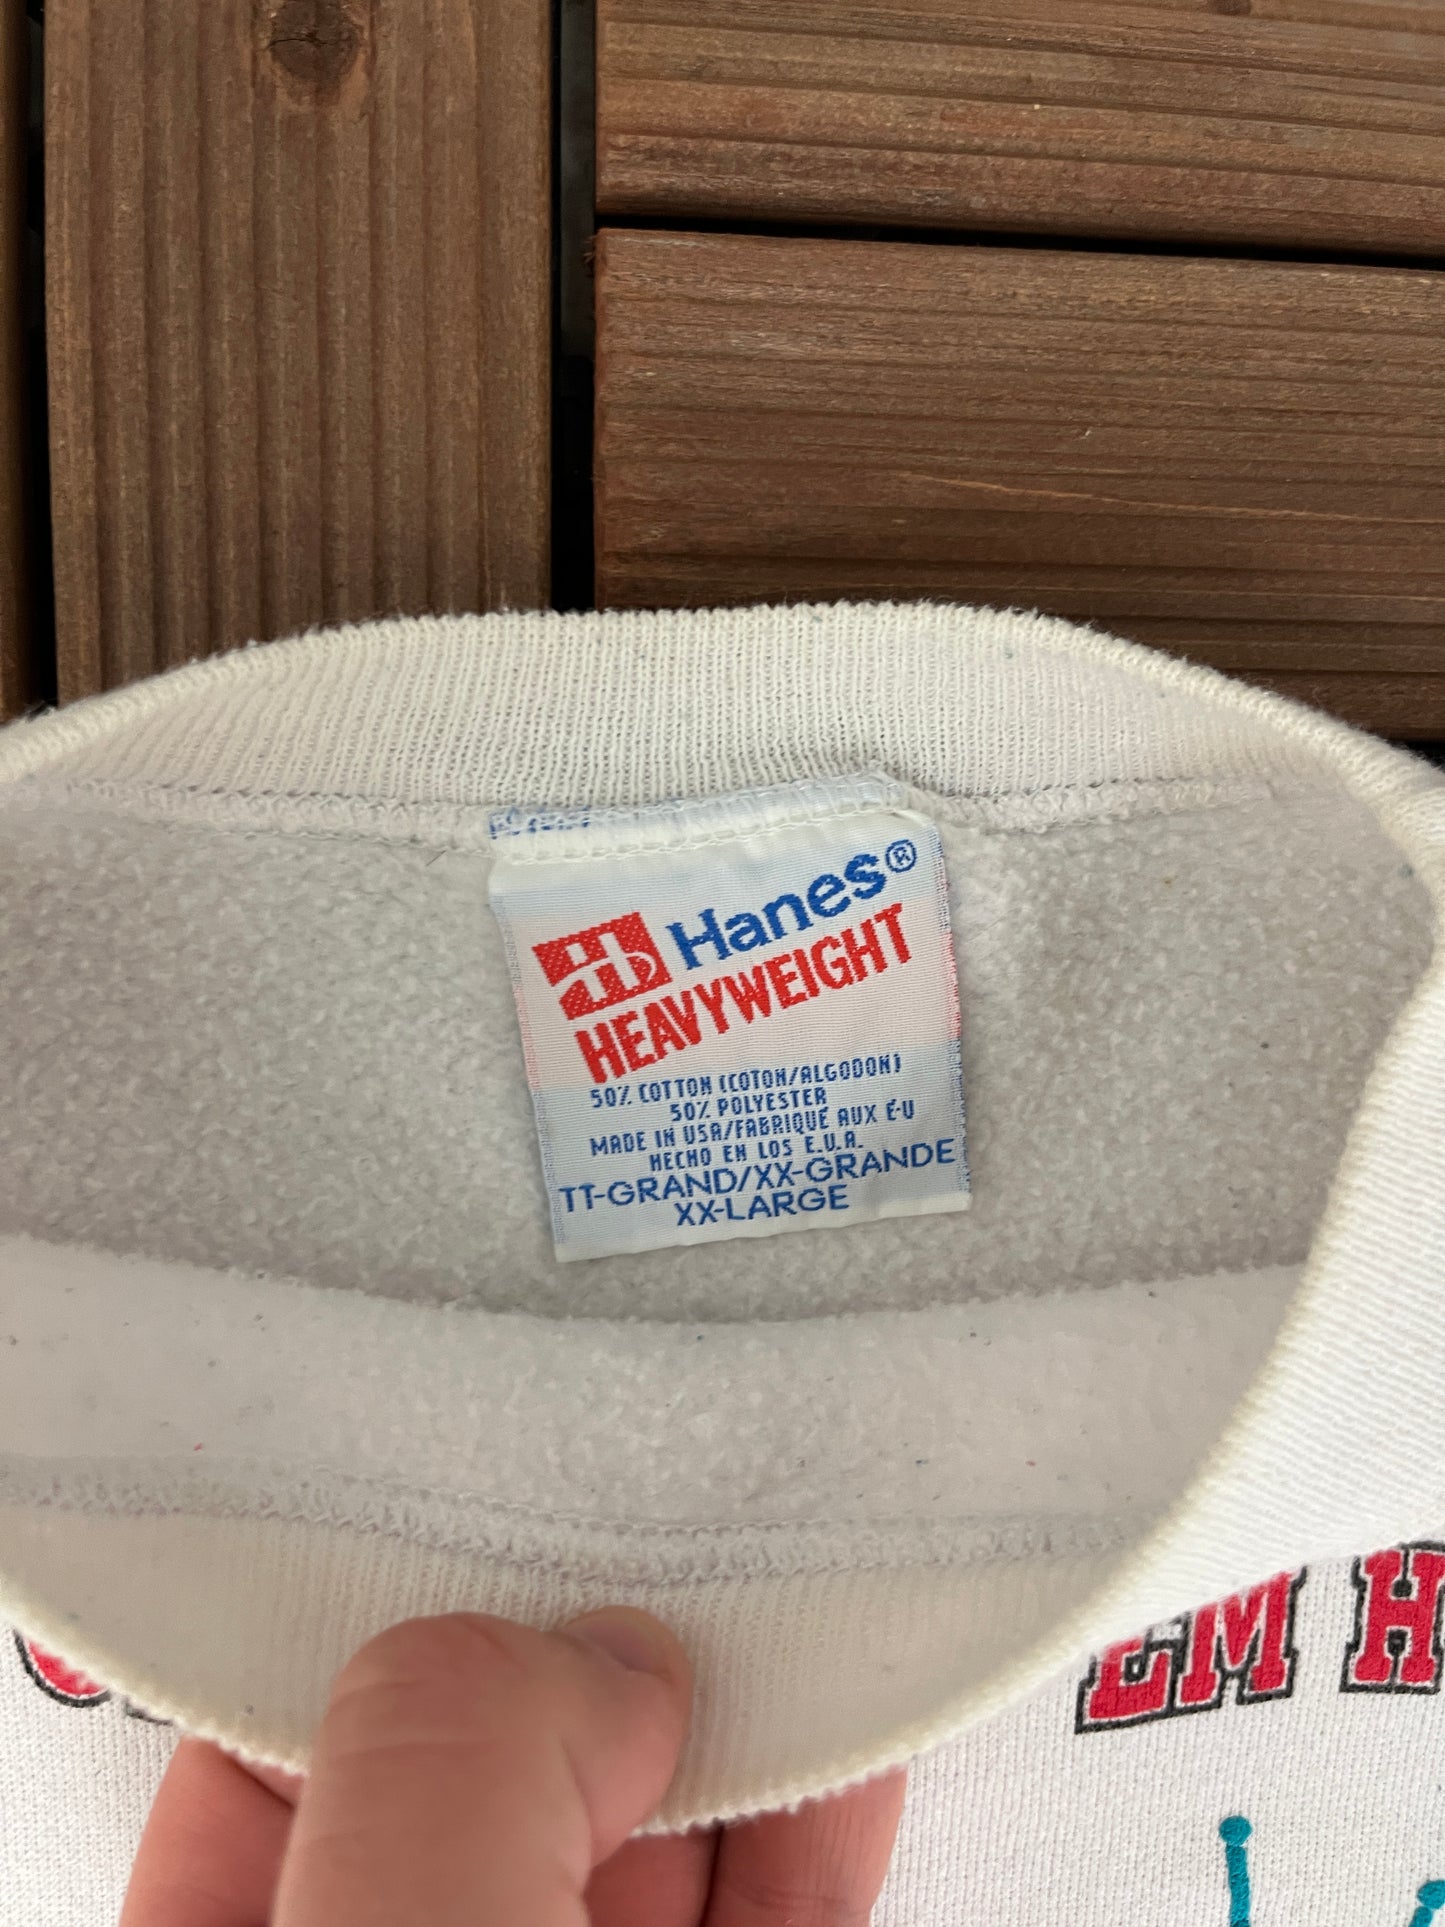 Hanes®
HEAVYWEIGHT
50% COTTON (COTON/ALGODON)
50% POLYESTER
MADE IN USA/FABRIQUÉ AUX É-U
HECHO EN LOS E.U.A.
TT-GRAND/XX-GRANDE
XX-LARGE
EM H